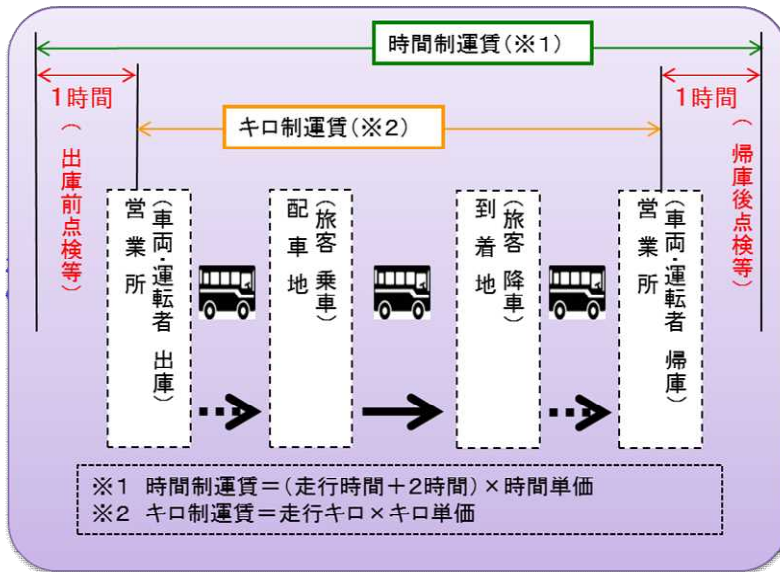 時間制運賃(※1)
1時間
(出庫前点検等)
1時間
(帰庫後点検等)
キロ制運賃(※2)
営業所
(車両・運転者 出庫)
配車地
(旅客 乗車)
到着地
(旅客 降車)
営業所
(車両・運転者 帰庫)
※1 時間制運賃=(走行時間+2時間)×時間単価
※2 キロ制運賃=走行キロ×キロ単価